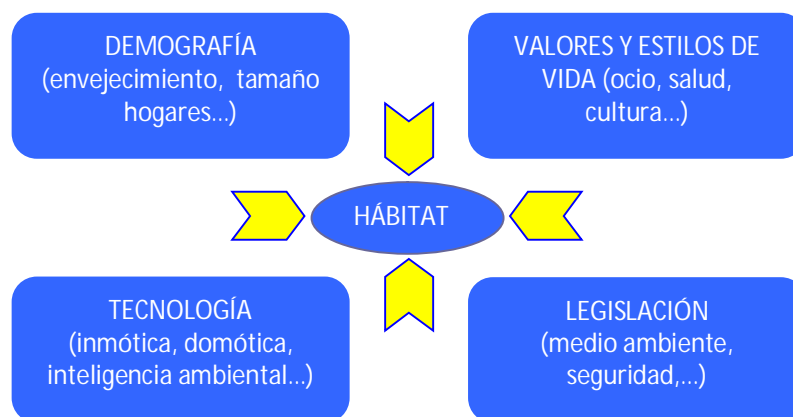 DEMOGRAFÍA
(envejecimiento, tamaño
hogares...)
VALORES Y ESTILOS DE
VIDA (ocio, salud,
cultura...)
HÁBITAT
TECNOLOGÍA
(inmótica, domótica,
inteligencia ambiental...)
LEGISLACIÓN
(medio ambiente,
seguridad,...)